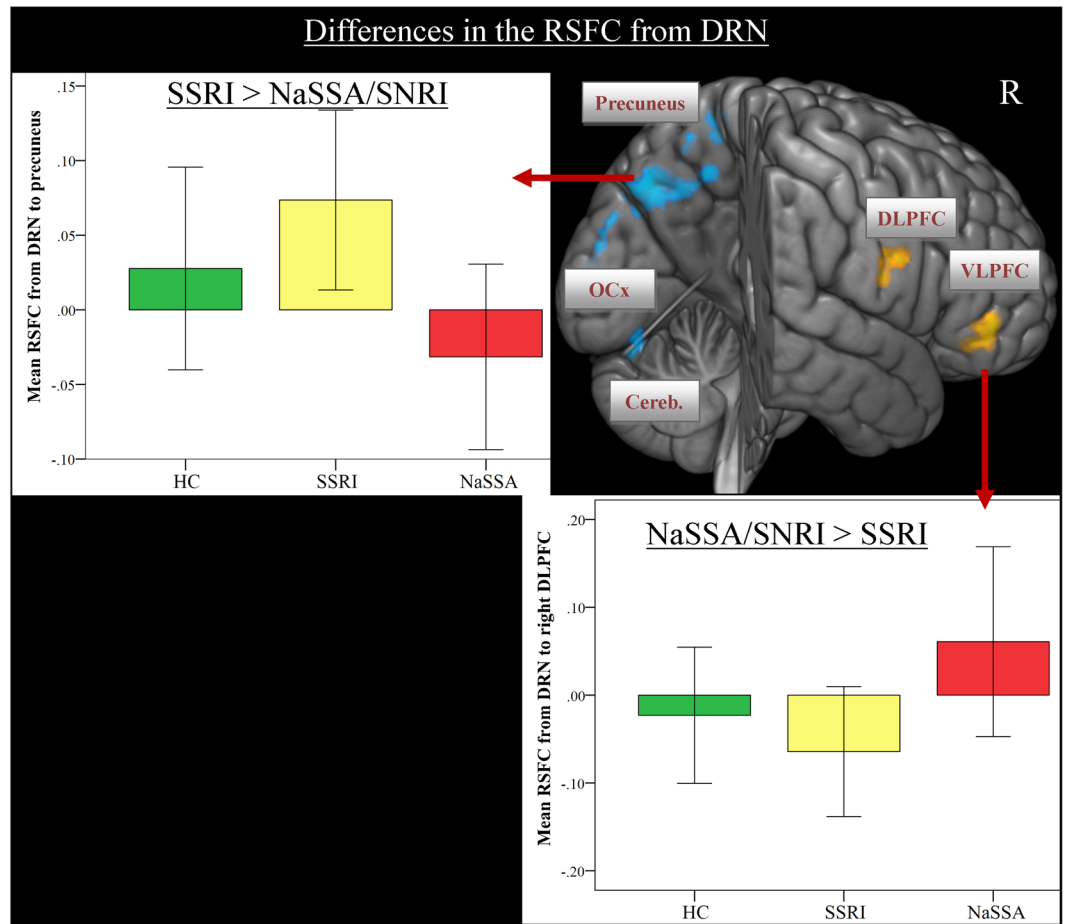 Differences in the RSFC from DRN
SSRI > NaSSA/SNRI
Mean RSFC from DRN to precuneus
.15
.10
.05
.00
-.05
-.10
HC
SSRI
NaSSA
R
Precuneus
DLPFC
VLPFC
OCx
Cereb.
NaSSA/SNRI > SSRI
Mean RSFC from DRN to right DLPFC
.20
.10
.00
-.10
-.20
HC
SSRI
NaSSA